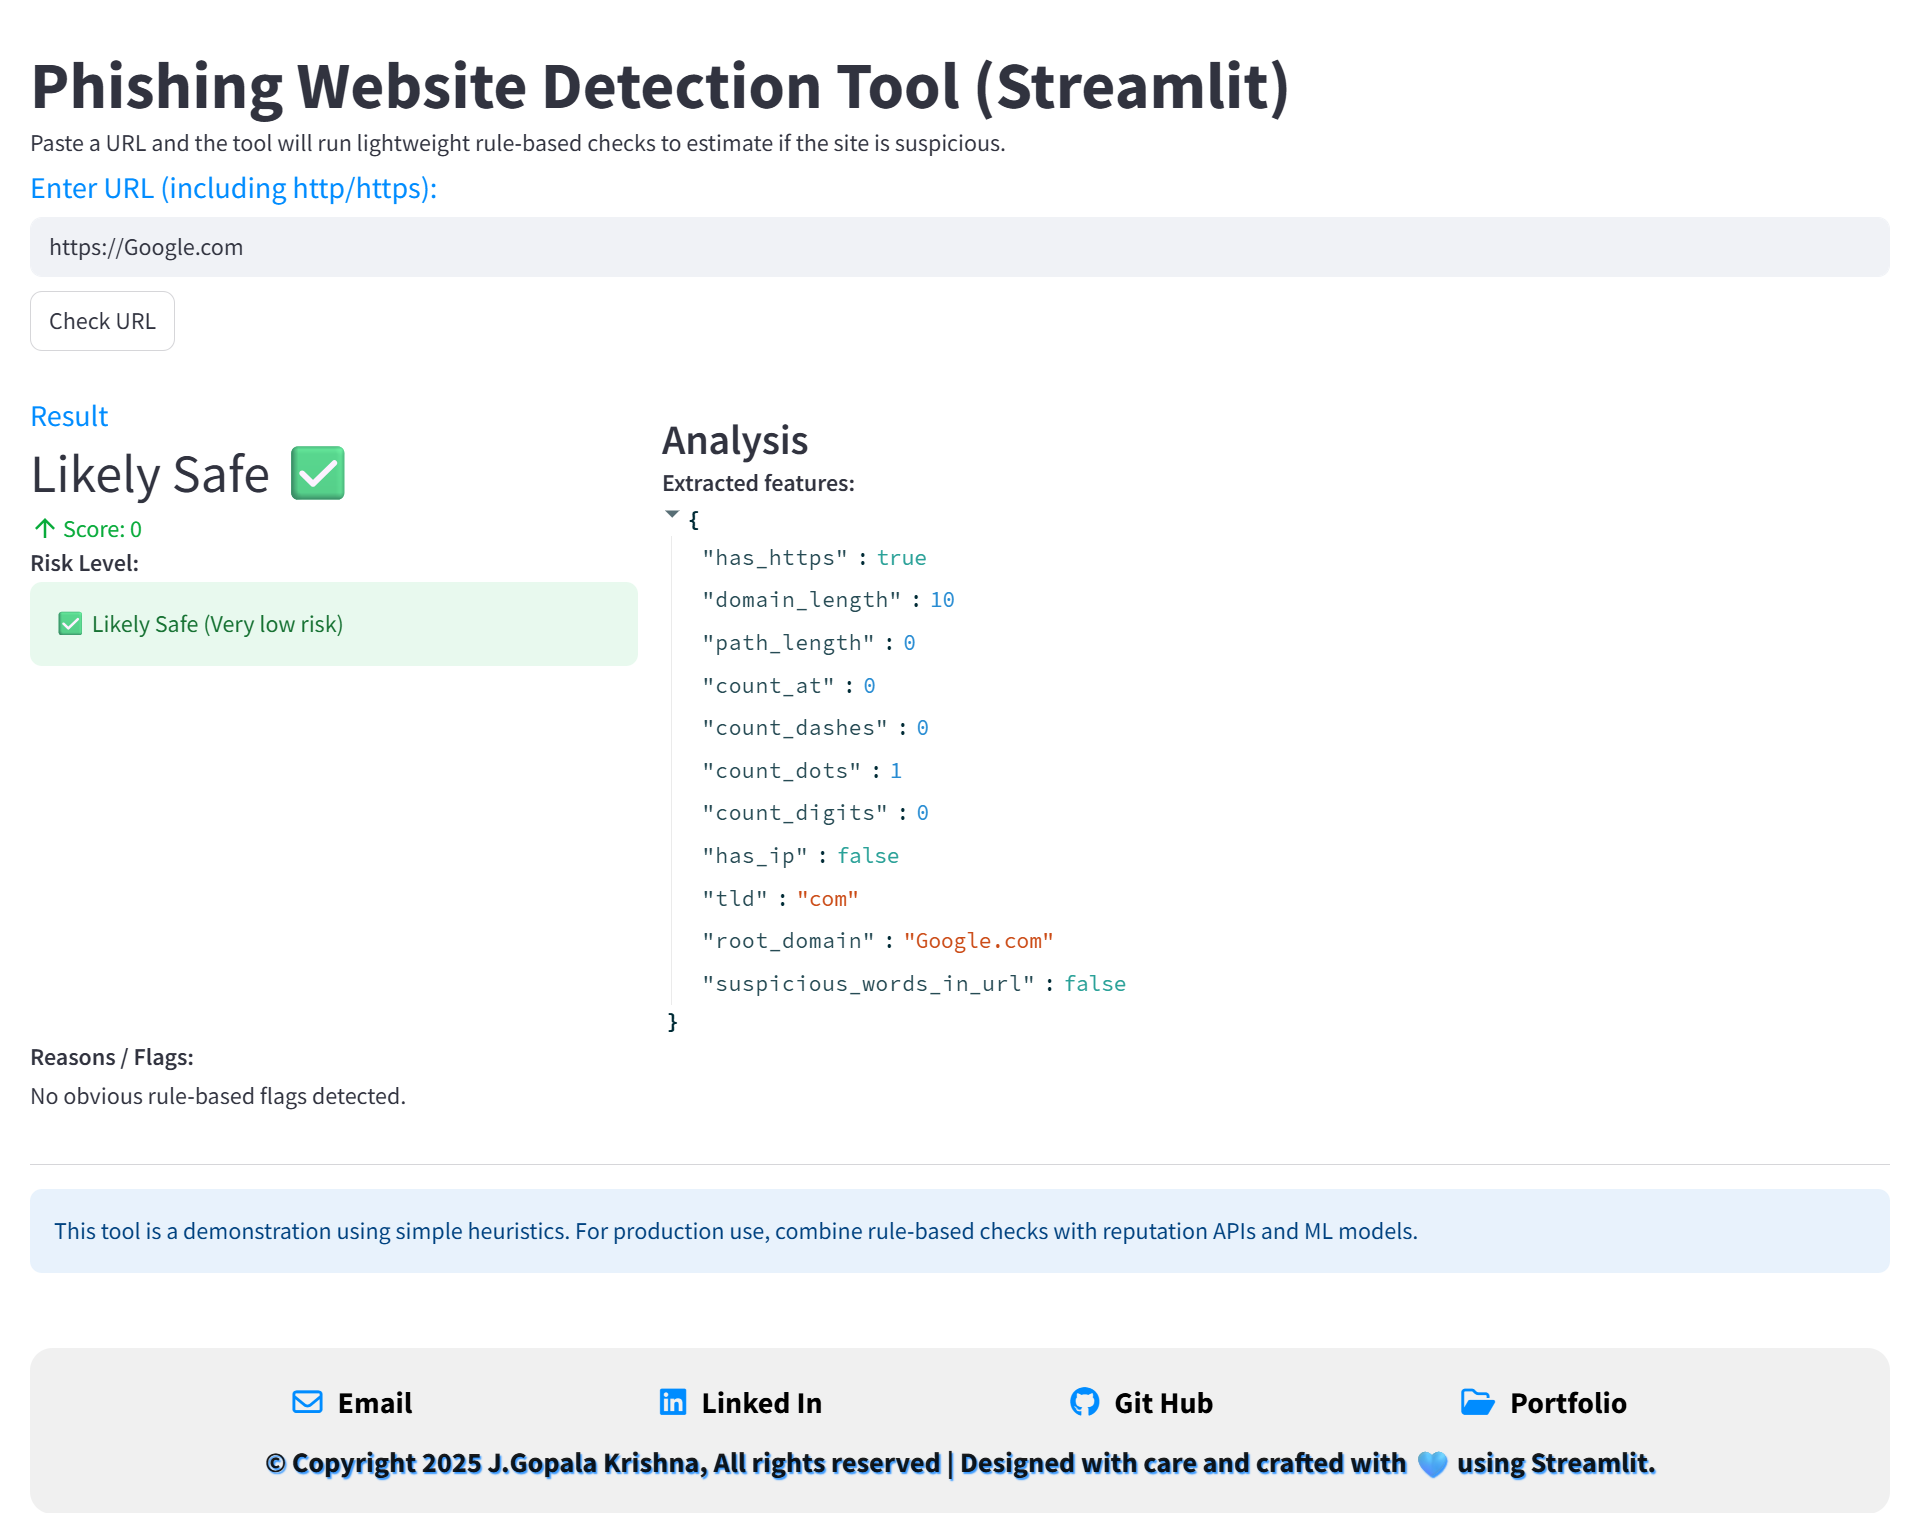 Phishing Website Detection Tool (Streamlit)
Paste a URL and the tool will run lightweight rule-based checks to estimate if the site is suspicious.
Enter URL (including http/https):
https://Google.com
Check URL
Result
Likely Safe ✅
↑ Score: 0
Risk Level:
✅ Likely Safe (Very low risk)
Analysis
Extracted features:
{
"has_https" : true
"domain_length" : 10
"path_length" : 0
"count_at" : 0
"count_dashes" : 0
"count_dots" : 1
"count_digits" : 0
"has_ip" : false
"tld" : "com"
"root_domain" : "Google.com"
"suspicious_words_in_url" : false
}
Reasons / Flags:
No obvious rule-based flags detected.
This tool is a demonstration using simple heuristics. For production use, combine rule-based checks with reputation APIs and ML models.
Email
Linked In
Git Hub
Portfolio
© Copyright 2025 J.Gopala Krishna, All rights reserved | Designed with care and crafted with 💙 using Streamlit.